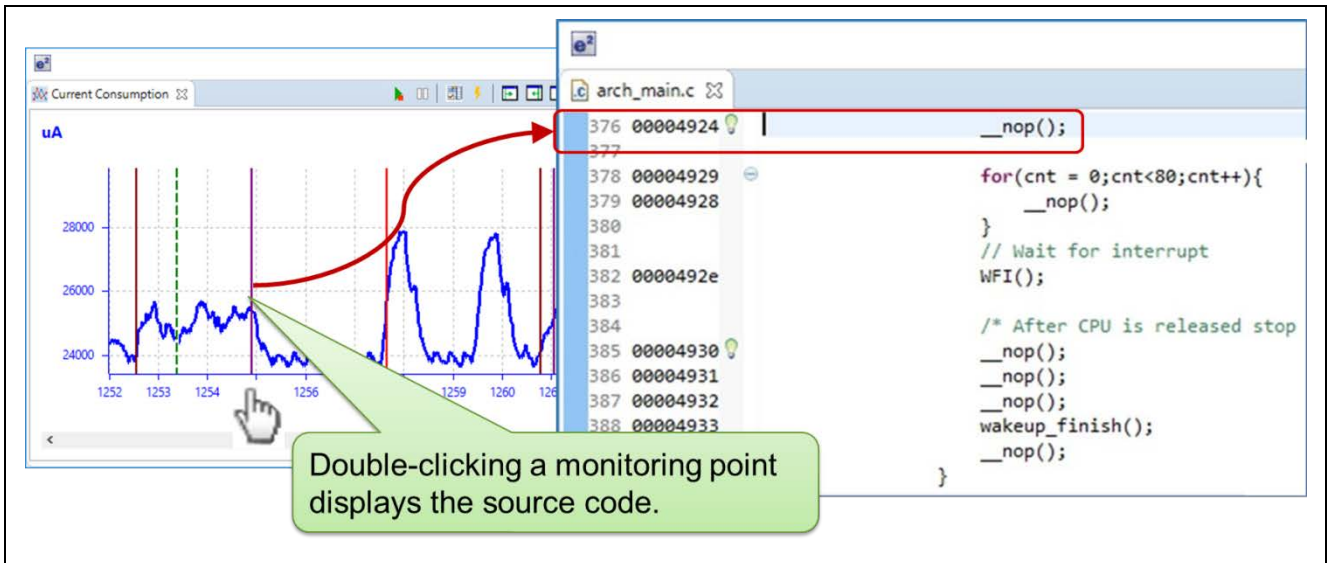 e²
Current Consumption
uA
28000
26000
24000
1252 1253 1254 1256 1259 1260
<
e²
.c arch_main.c
376 00004924 __nop();
377
378 00004929 for(cnt = 0;cnt<80;cnt++){
379 00004928 __nop();
380 }
381 // Wait for interrupt
382 0000492e WFI();
383
384 /* After CPU is released stop
385 00004930 __nop();
386 00004931 __nop();
387 00004932 __nop();
388 00004933 wakeup_finish();
__nop();
}
Double-clicking a monitoring point
displays the source code.